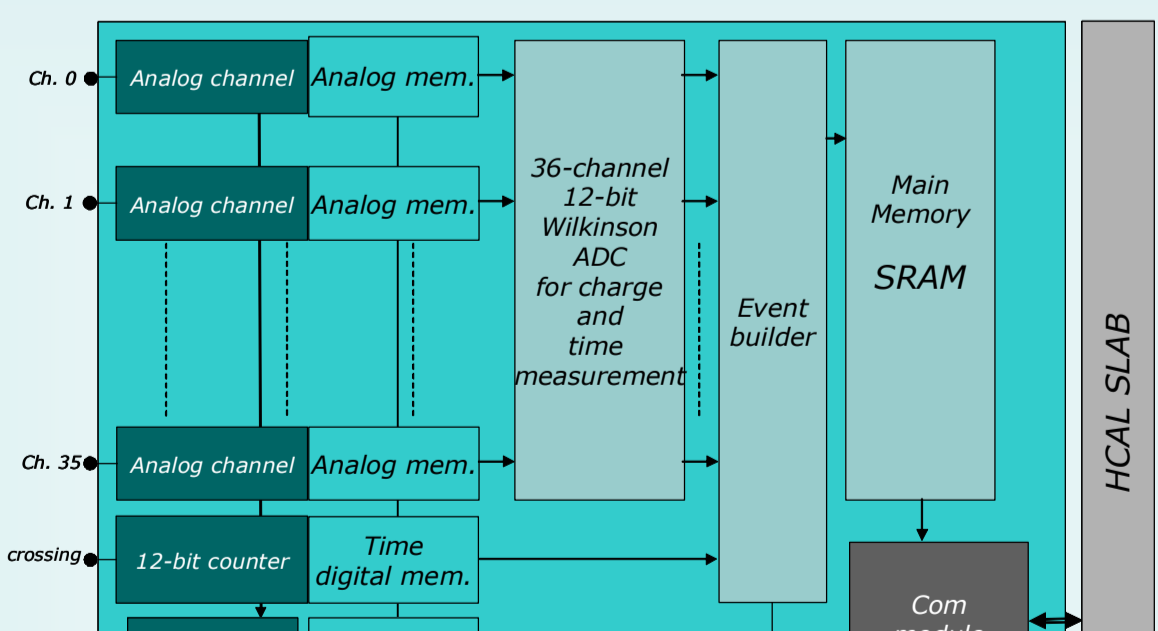 Ch. 0
Analog channel
Analog mem.
Ch. 1
Analog channel
Analog mem.
36-channel
12-bit
Wilkinson
ADC
for charge
and
time
measurement
Event
builder
Main
Memory
SRAM
HCAL SLAB
Ch. 35
Analog channel
Analog mem.
crossing
12-bit counter
Time
digital mem.
Com
module